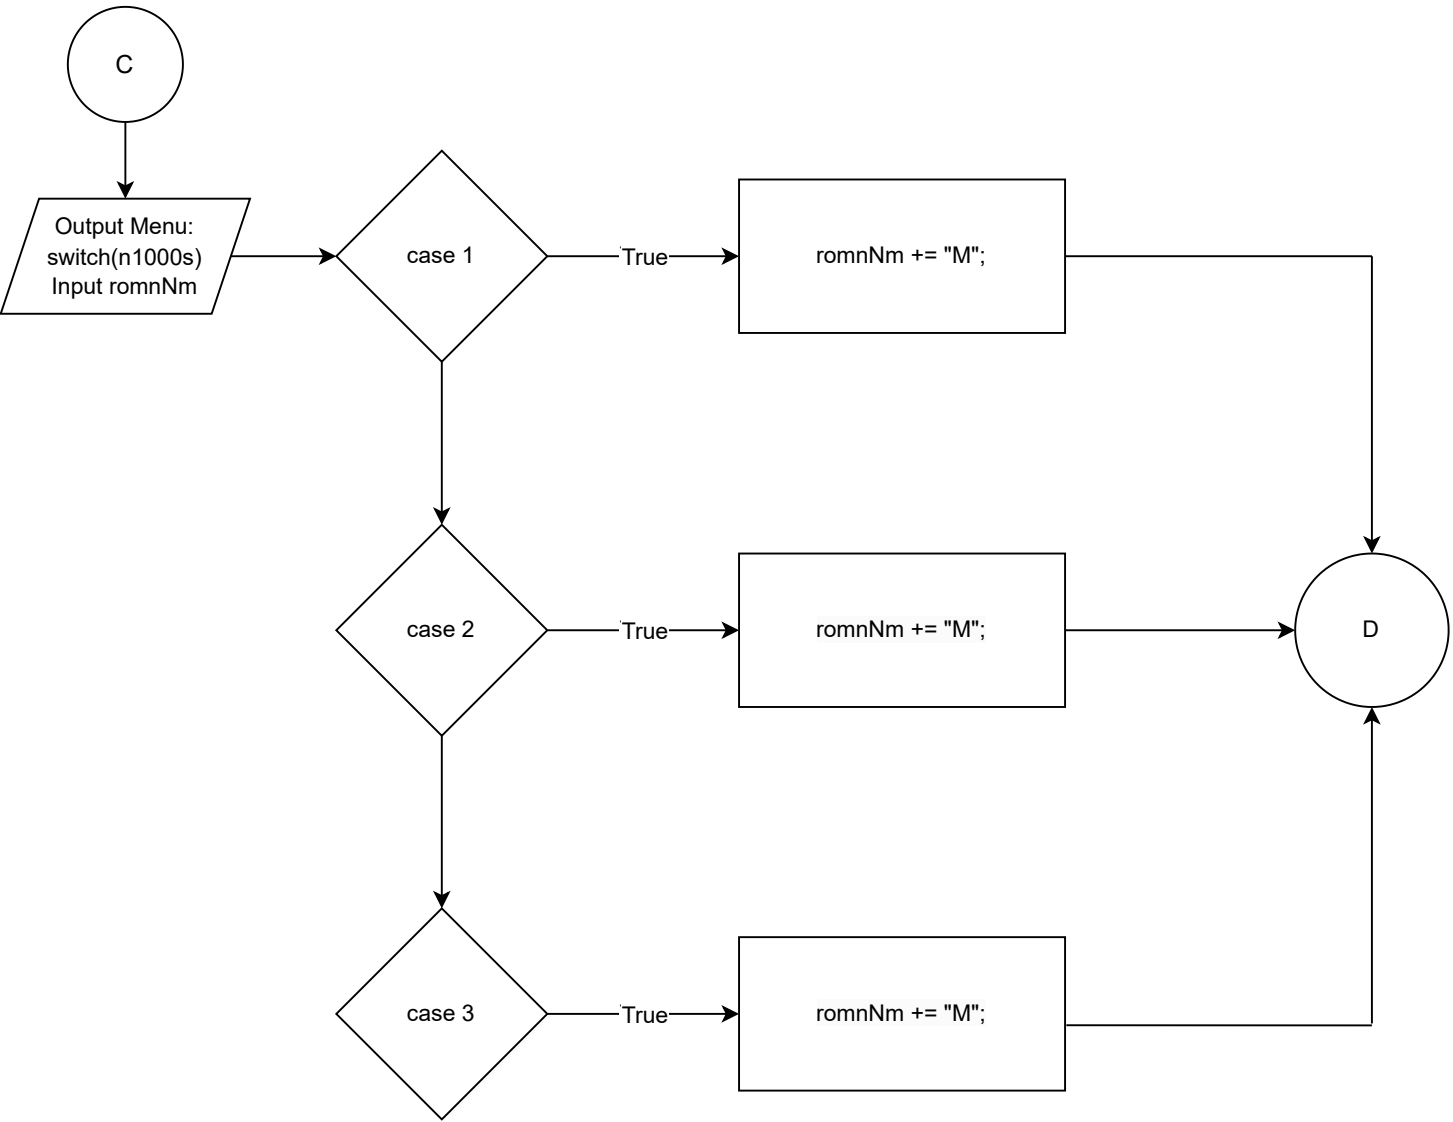 C
Output Menu:
switch(n1000s)
Input romnNm
case 1
True
romnNm += "M";
case 2
True
romnNm += "M";
D
case 3
True
romnNm += "M";